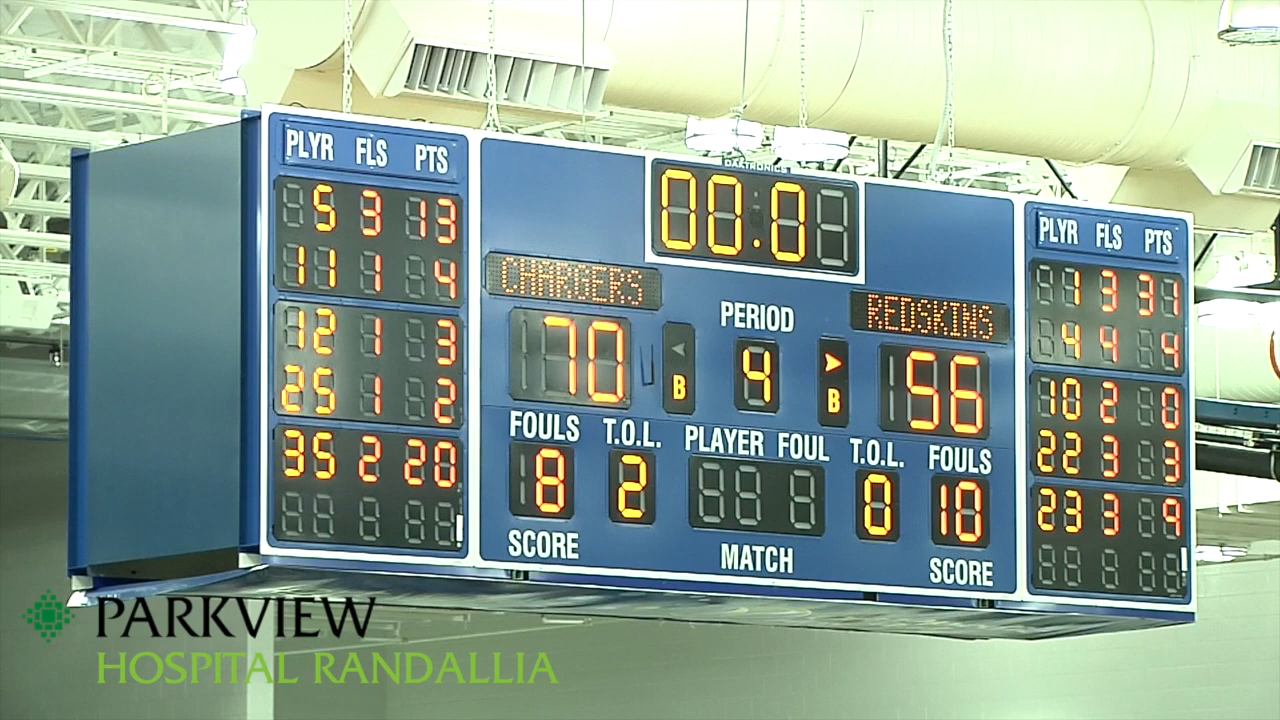 DAKTRONICS
PLYR FLS PTS
5 3 13
11 1 4
12 1 3
25 1 2
35 2 20
00.0
CHARGERS
REDSKINS
PERIOD
70 B 4 B 56
FOULS T.O.L. PLAYER FOUL T.O.L. FOULS
8 2 0 10
SCORE MATCH SCORE
PLYR FLS PTS
1 3 31
4 4 4
10 2 0
22 3 3
23 3 9
PARKVIEW
HOSPITAL RANDALLIA